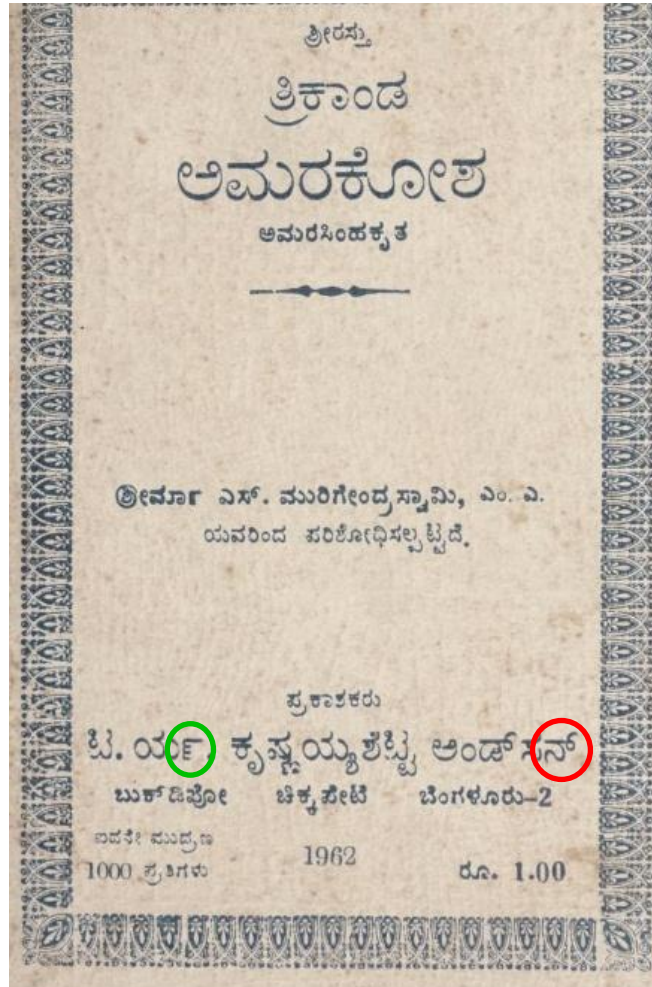 ಶ್ರೀರಸ್ತು
ತ್ರಿಕಾಂಡ
ಅಮರಕೋಶ
ಅಮರಸಿಂಹಕೃತ
ಶ್ರೀರ್ಮಾ ಎಸ್. ಮುರಿಗೇಂದ್ರಸ್ವಾಮಿ, ಎಂ. ಎ.
ಯವರಿಂದ ಪರಿಶೋಧಿಸಲ್ಪಟ್ಟಿದೆ.
ಪ್ರಕಾಶಕರು
ಟಿ. ಯರ್. ಕೃಷ್ಣಯ್ಯಶೆಟ್ಟಿ ಅಂಡ್ ಸನ್
ಬುಕ್‌ಡಿಪೋ ಚಿಕ್ಕಪೇಟೆ ಬೆಂಗಳೂರು–2
ಐದನೇ ಮುದ್ರಣ
1000 ಪ್ರತಿಗಳು 1962 ರೂ. 1.00